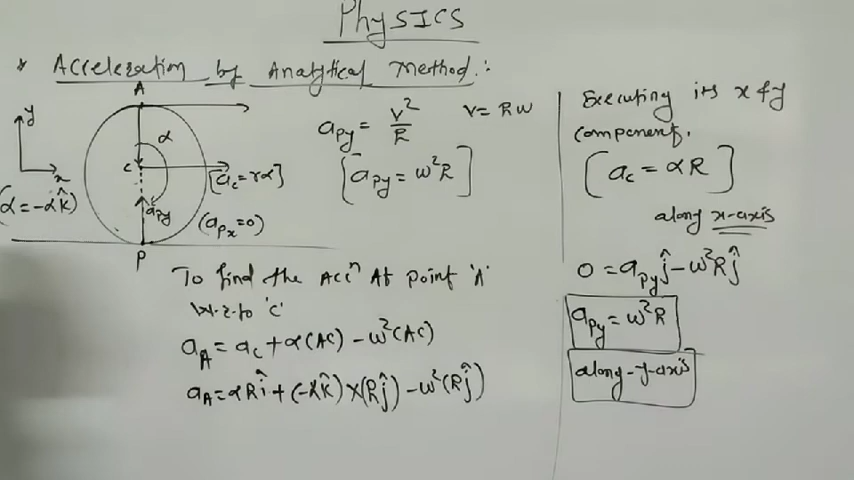 PhysICS
* Acceleration by Analytical Method:
A
y
x
α
C
[a_c = rα]
(α = -αk̂)
a_Py
(a_Px = 0)
P
a_Py = v²/R
v = Rω
[a_Py = ω²R]
To find the Accⁿ At point 'A'
w.r.to 'C'
a_A = a_c + α(AC) - ω²(AC)
a_A = αRî + (-αk̂) × (Rĵ) - ω²(Rĵ)
Executing its x & y
component.
[a_c = αR]
along x-axis
0 = a_Py ĵ - ω²Rĵ
a_Py = ω²R
along-y-axis